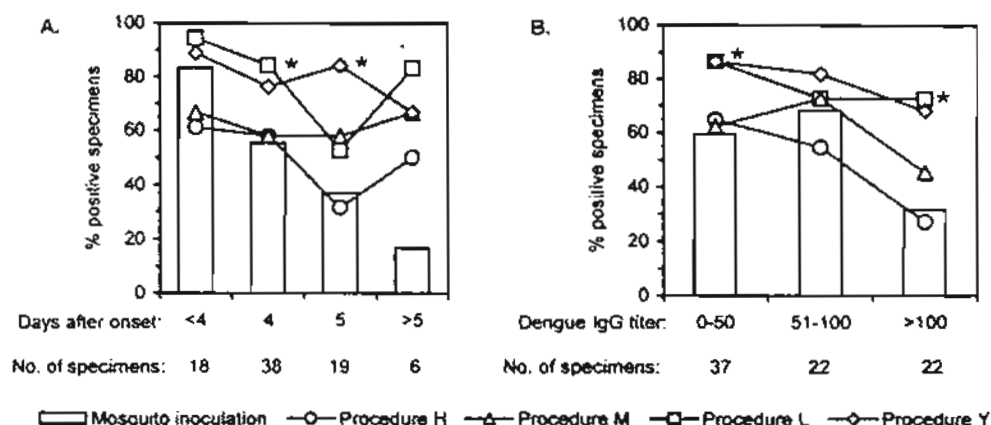 A.
% positive specimens
100
80
60
40
20
0
* *
Days after onset: <4 4 5 >5
No. of specimens: 18 38 19 6
B.
% positive specimens
100
80
60
40
20
0
* *
Dengue IgG titer: 0-50 51-100 >100
No. of specimens: 37 22 22
Mosquito inoculation Procedure H Procedure M Procedure L Procedure Y